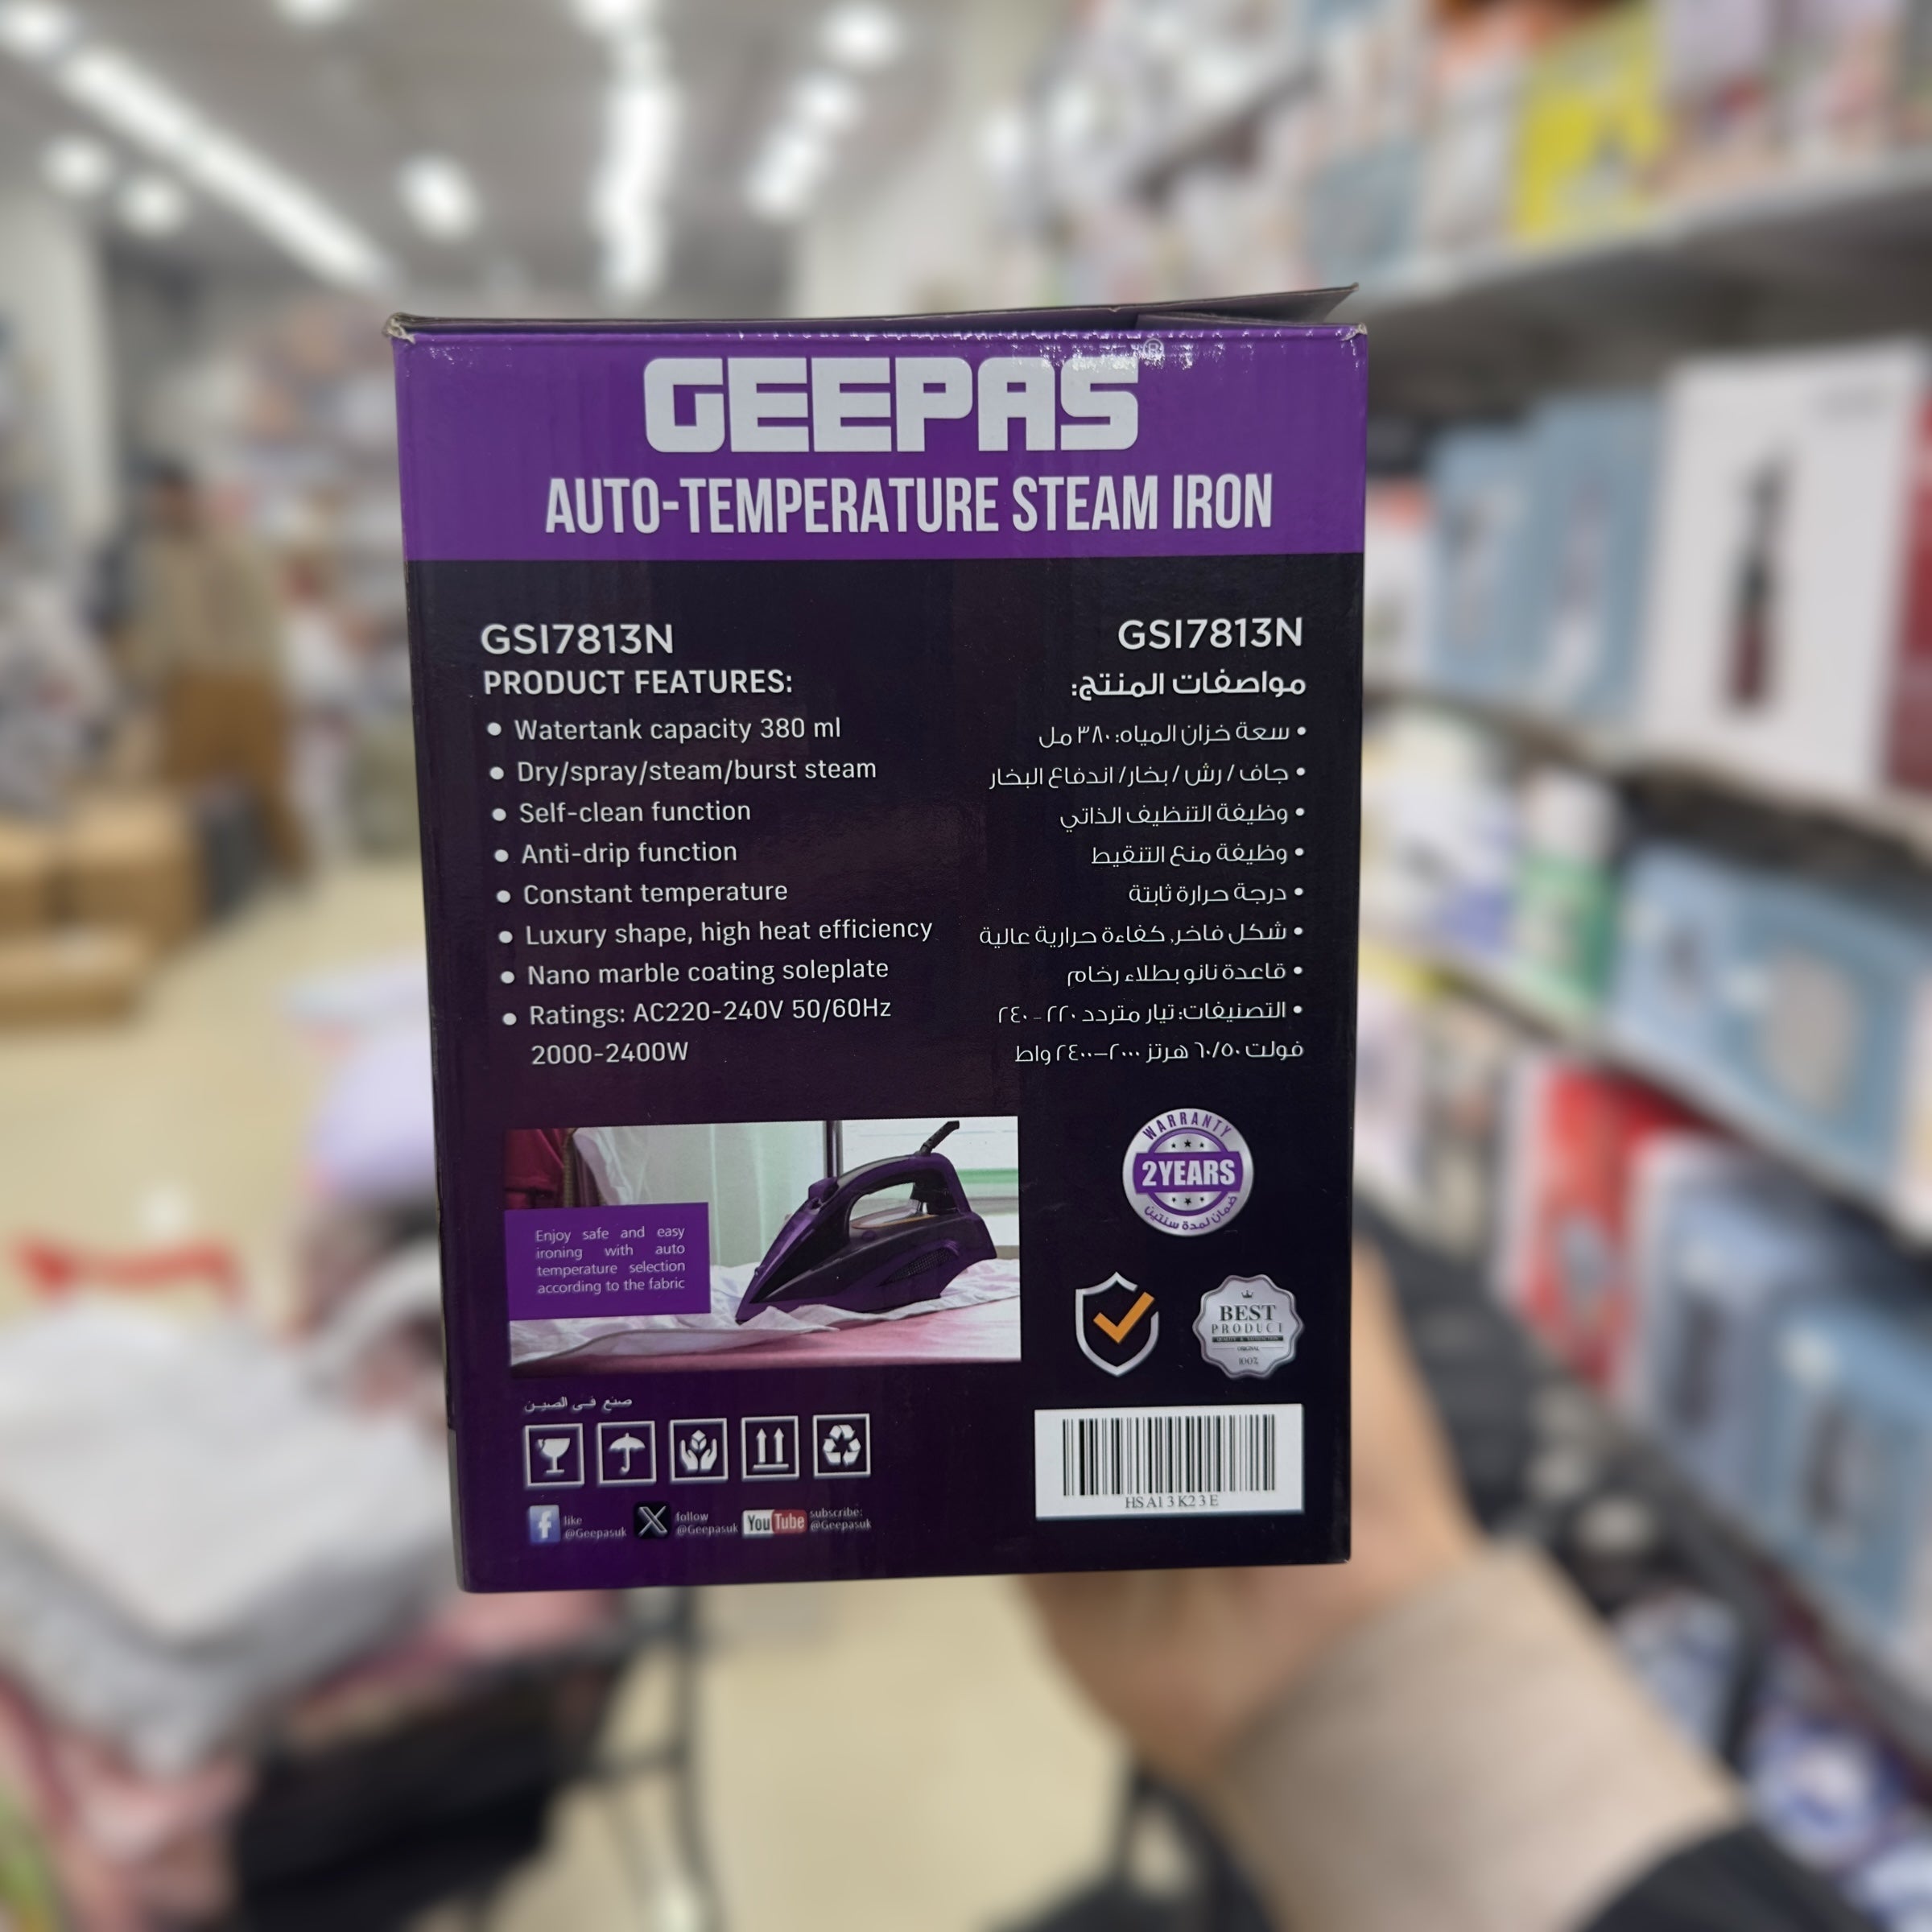 GEEPAS®
AUTO-TEMPERATURE STEAM IRON
GSI7813N
PRODUCT FEATURES:
• Watertank capacity 380 ml
• Dry/spray/steam/burst steam
• Self-clean function
• Anti-drip function
• Constant temperature
• Luxury shape, high heat efficiency
• Nano marble coating soleplate
• Ratings: AC220-240V 50/60Hz
2000-2400W
GSI7813N
مواصفات المنتج:
• سعة خزان المياه: ٣٨٠ مل
• جاف / رش / بخار/ اندفاع البخار
• وظيفة التنظيف الذاتي
• وظيفة منع التنقيط
• درجة حرارة ثابتة
• شكل فاخر, كفاءة حرارية عالية
• قاعدة نانو بطلاء رخام
• التصنيفات: تيار متردد ٢٢٠ - ٢٤٠
فولت ٦٠/٥٠ هرتز ٢٠٠٠–٢٤٠٠ واط
Enjoy safe and easy
ironing with auto
temperature selection
according to the fabric
WARRANTY
2YEARS
ضمان لمدة سنتين
BEST
PRODUCT
ORIGINAL
100%
صنع في الصين
like
@Geepasuk
follow
@Geepasuk
YouTube
subscribe:
@Geepasuk
HSA13K23E